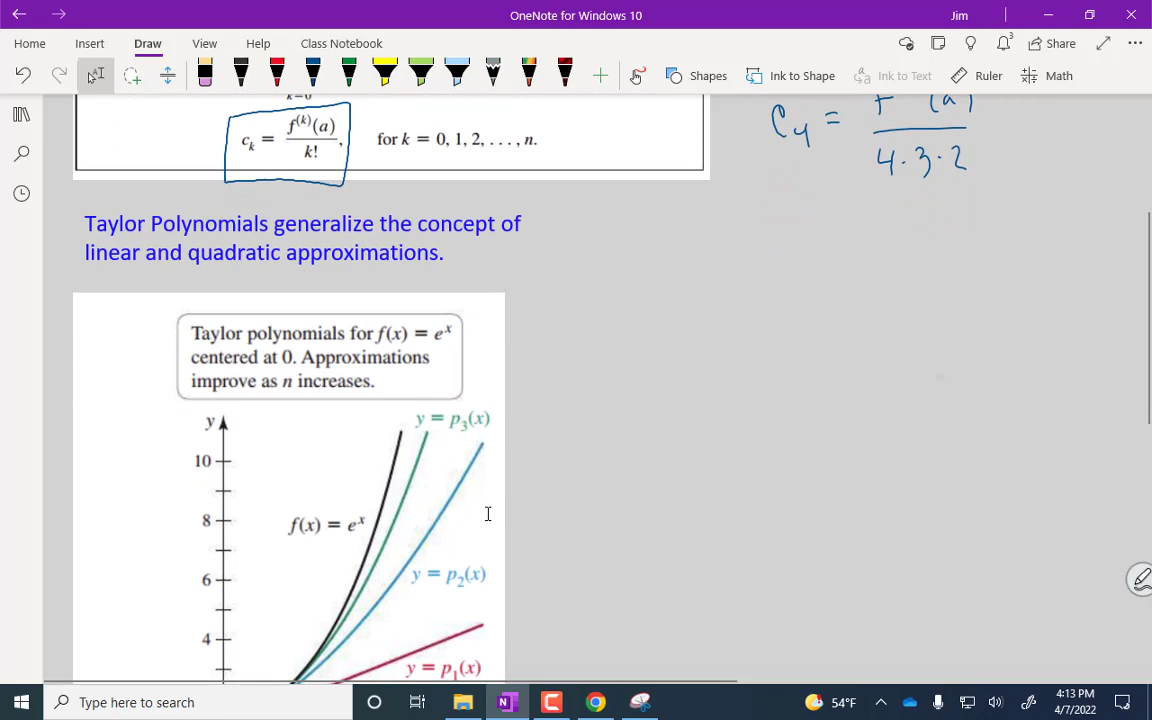 OneNote for Windows 10
Jim
Home
Insert
Draw
View
Help
Class Notebook
Share
Shapes
Ink to Shape
Ink to Text
Ruler
Math
k=0
c_k = f^(k)(a) / k!, for k = 0, 1, 2, . . . , n.
C_4 = (a) / 4·3·2
Taylor Polynomials generalize the concept of
linear and quadratic approximations.
Taylor polynomials for f(x) = e^x
centered at 0. Approximations
improve as n increases.
y
y = p_3(x)
10
f(x) = e^x
8
y = p_2(x)
6
4
y = p_1(x)
Type here to search
54°F
4:13 PM
4/7/2022